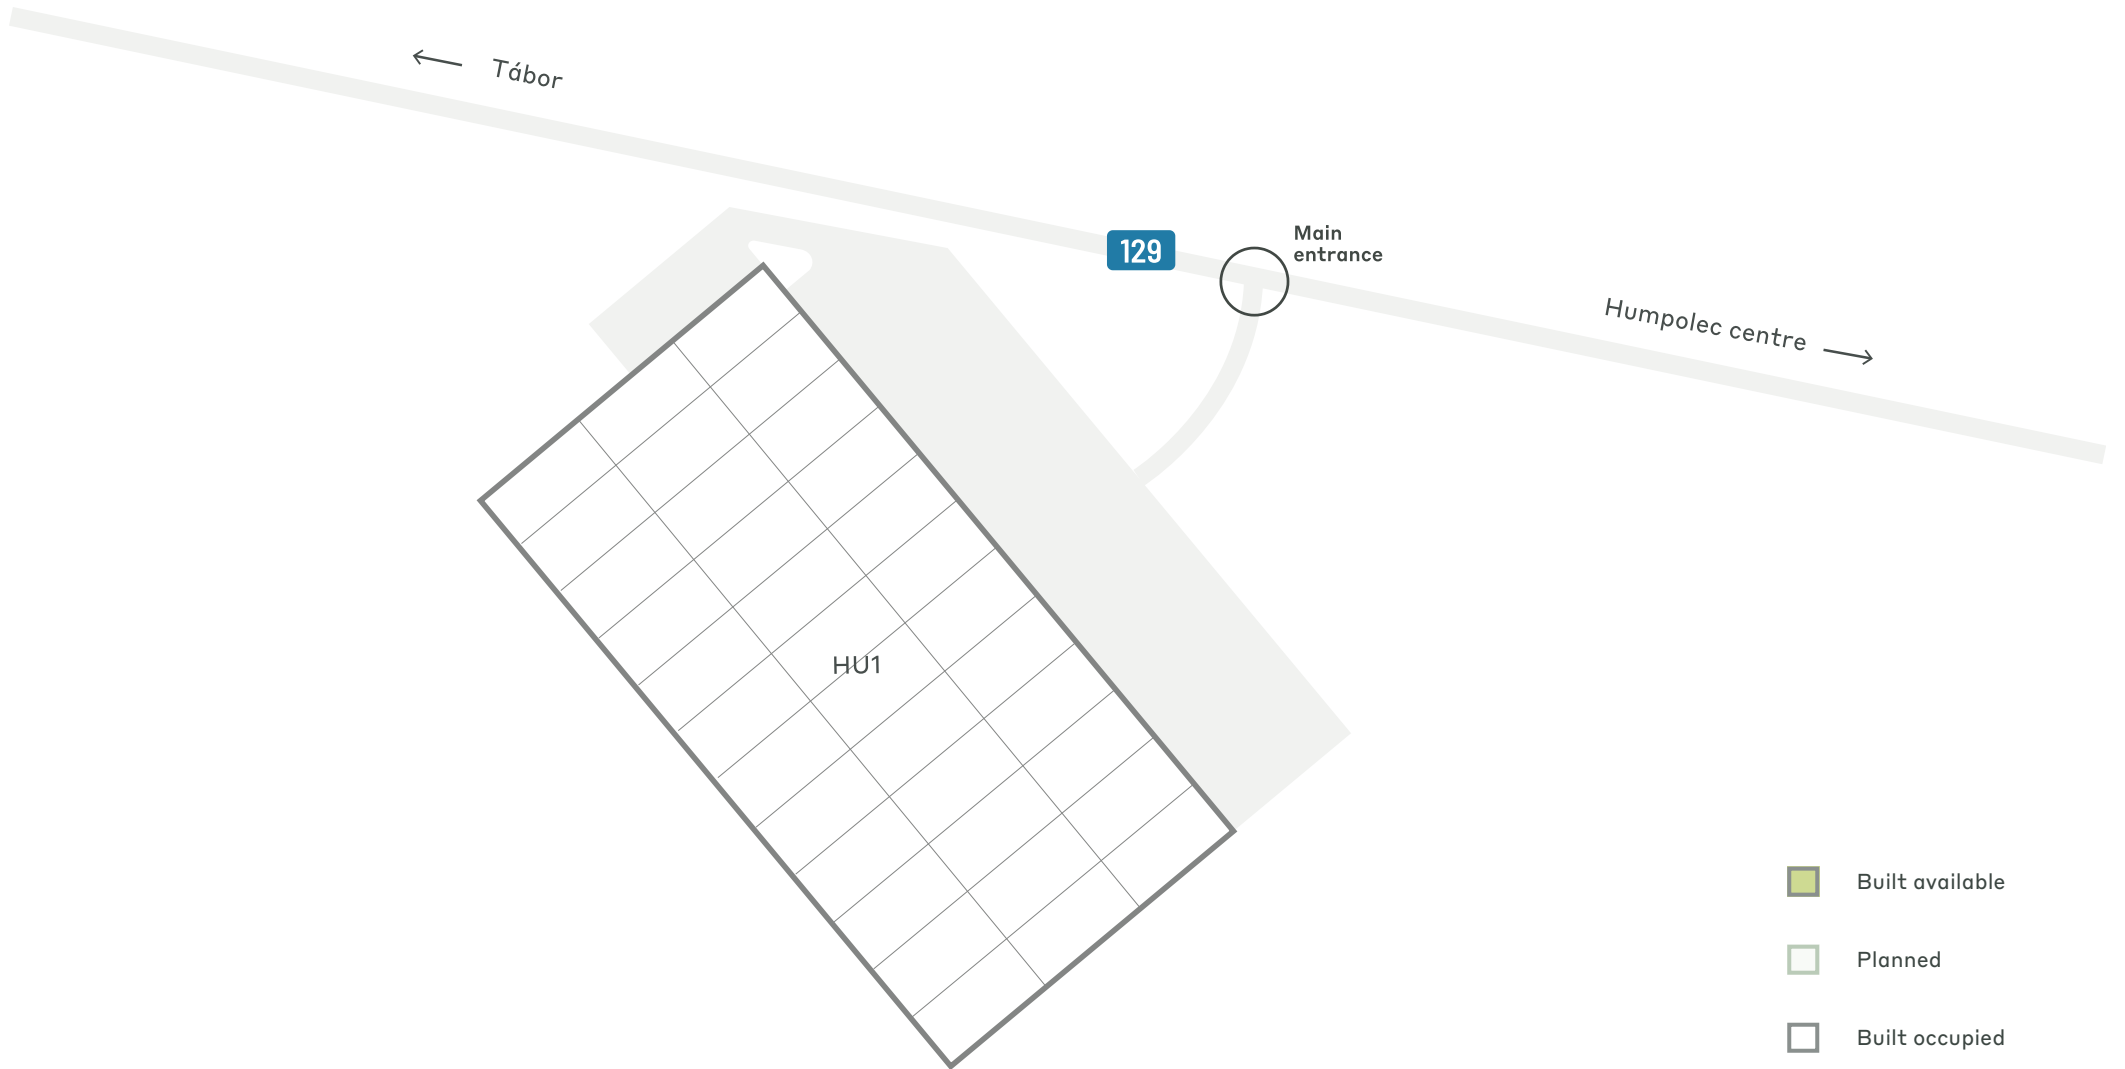 Tábor
129
Main
entrance
Humpolec centre
HU1
Built available
Planned
Built occupied